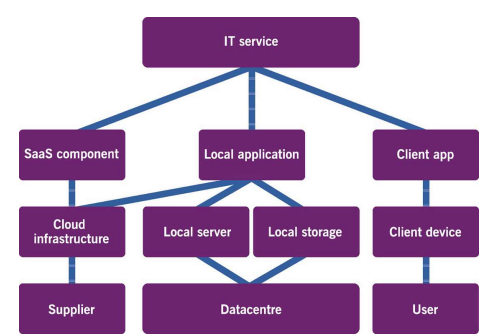 IT service
SaaS component
Local application
Client app
Cloud
infrastructure
Local server
Local storage
Client device
Supplier
Datacentre
User